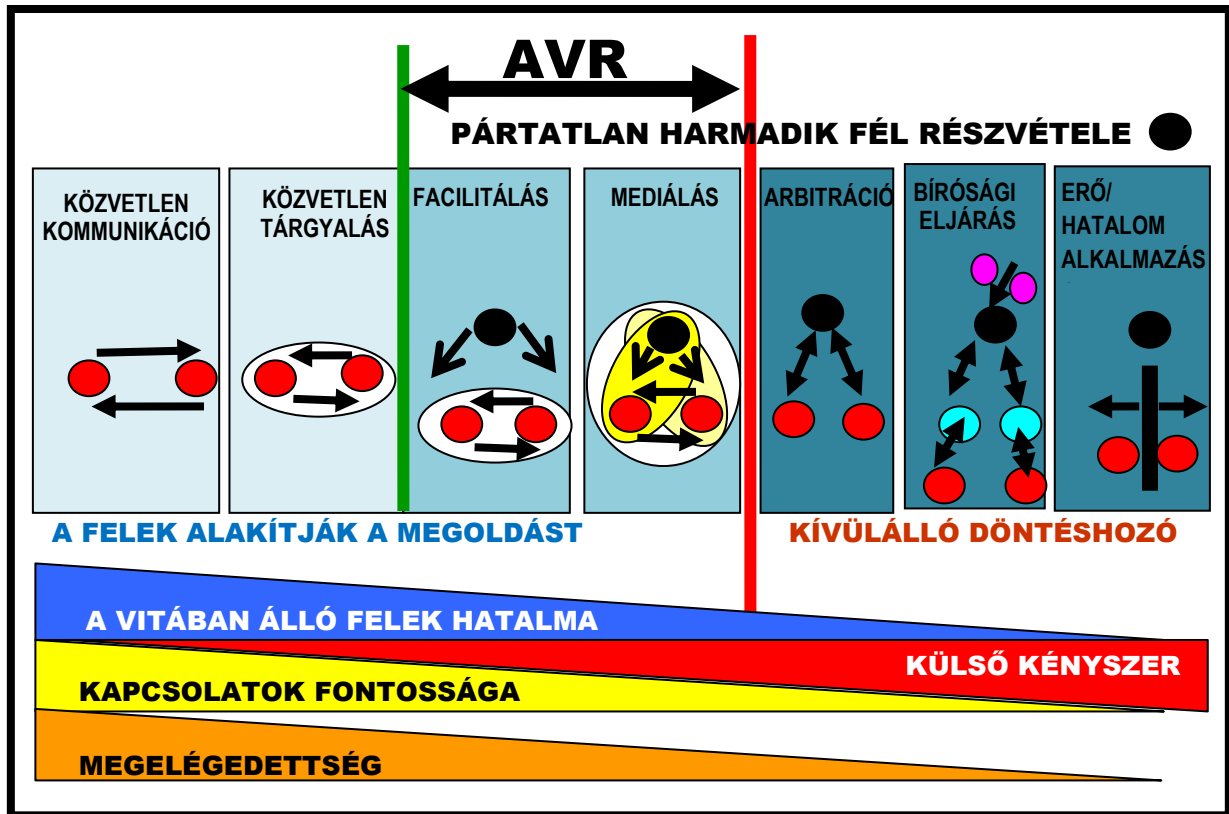 AVR
PÁRTATLAN HARMADIK FÉL RÉSZVÉTELE
KÖZVETLEN
KOMMUNIKÁCIÓ
KÖZVETLEN
TÁRGYALÁS
FACILITÁLÁS
MEDIÁLÁS
ARBITRÁCIÓ
BÍRÓSÁGI
ELJÁRÁS
ERŐ/
HATALOM
ALKALMAZÁS
A FELEK ALAKÍTJÁK A MEGOLDÁST
KÍVÜLÁLLÓ DÖNTÉSHOZÓ
A VITÁBAN ÁLLÓ FELEK HATALMA
KÜLSŐ KÉNYSZER
KAPCSOLATOK FONTOSSÁGA
MEGELÉGEDETTSÉG